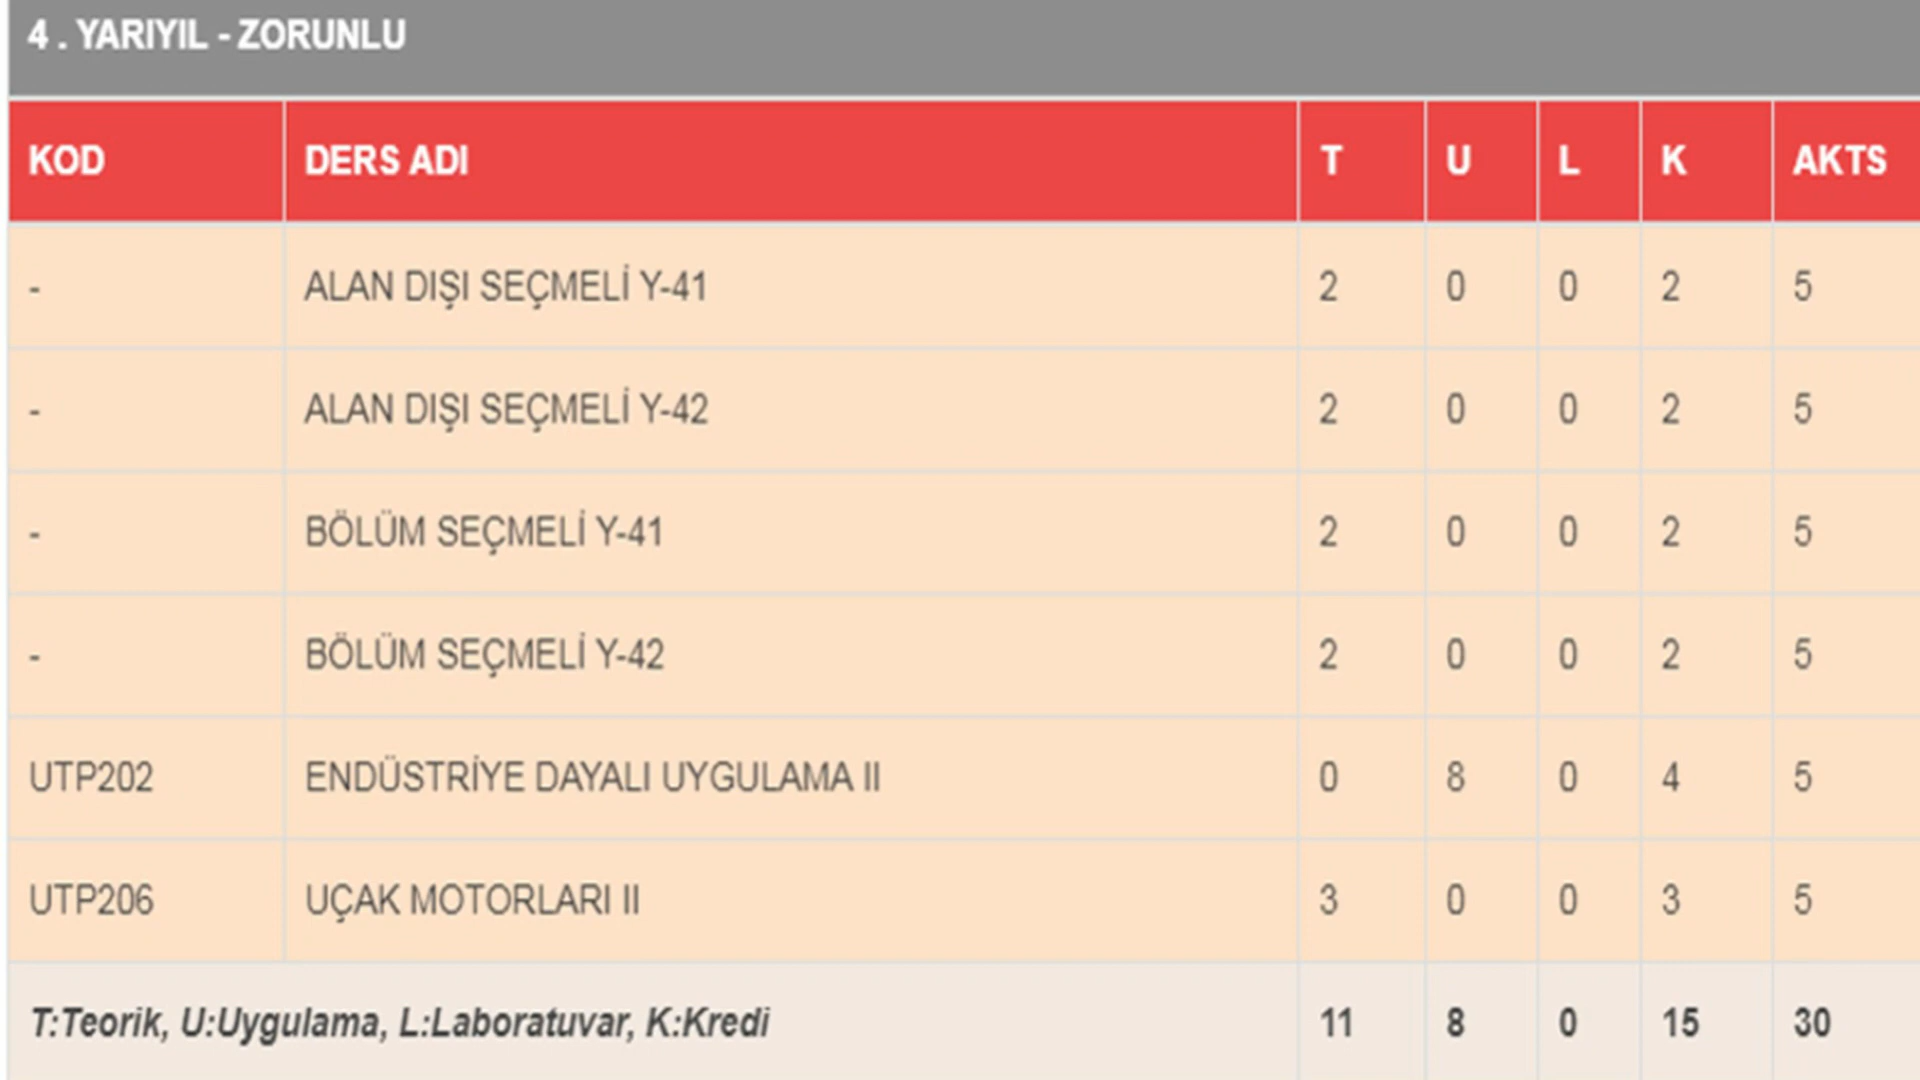 4 . YARIYIL - ZORUNLU
KOD DERS ADI T U L K AKTS
- ALAN DIŞI SEÇMELİ Y-41 2 0 0 2 5
- ALAN DIŞI SEÇMELİ Y-42 2 0 0 2 5
- BÖLÜM SEÇMELİ Y-41 2 0 0 2 5
- BÖLÜM SEÇMELİ Y-42 2 0 0 2 5
UTP202 ENDÜSTRİYE DAYALI UYGULAMA II 0 8 0 4 5
UTP206 UÇAK MOTORLARI II 3 0 0 3 5
T:Teorik, U:Uygulama, L:Laboratuvar, K:Kredi 11 8 0 15 30